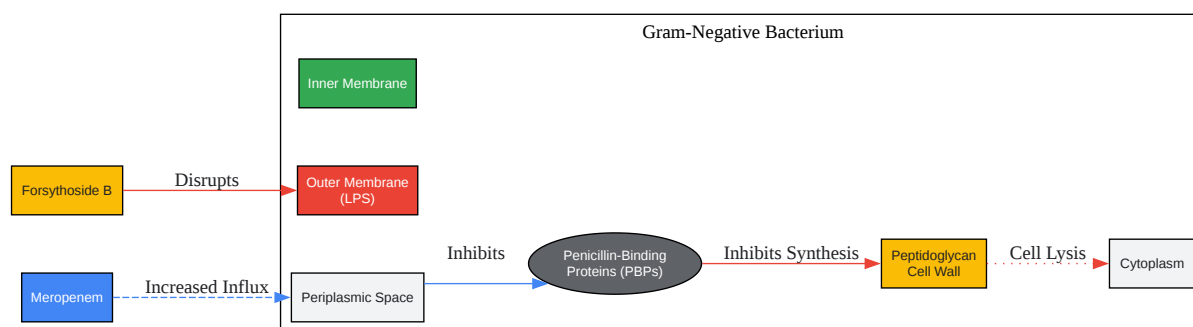 Gram-Negative Bacterium
Inner Membrane
Forsythoside B
Disrupts
Outer Membrane
(LPS)
Meropenem
Increased Influx
Periplasmic Space
Inhibits
Penicillin-Binding
Proteins (PBPs)
Inhibits Synthesis
Peptidoglycan
Cell Wall
Cell Lysis
Cytoplasm